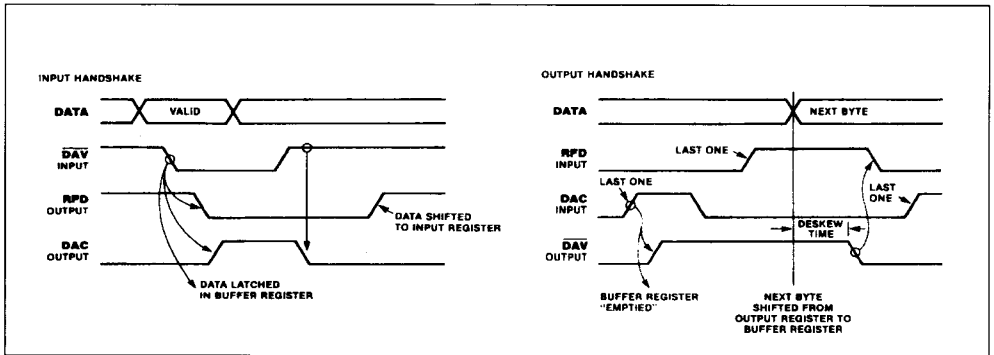 INPUT HANDSHAKE
DATA
VALID
DAV
INPUT
RFD
OUTPUT
DATA SHIFTED
TO INPUT REGISTER
DAC
OUTPUT
DATA LATCHED
IN BUFFER REGISTER
OUTPUT HANDSHAKE
DATA
NEXT BYTE
RFD
INPUT
LAST ONE
LAST ONE
DAC
INPUT
LAST
ONE
DESKEW
TIME
DAV
OUTPUT
BUFFER REGISTER
"EMPTIED"
NEXT BYTE
SHIFTED FROM
OUTPUT REGISTER TO
BUFFER REGISTER